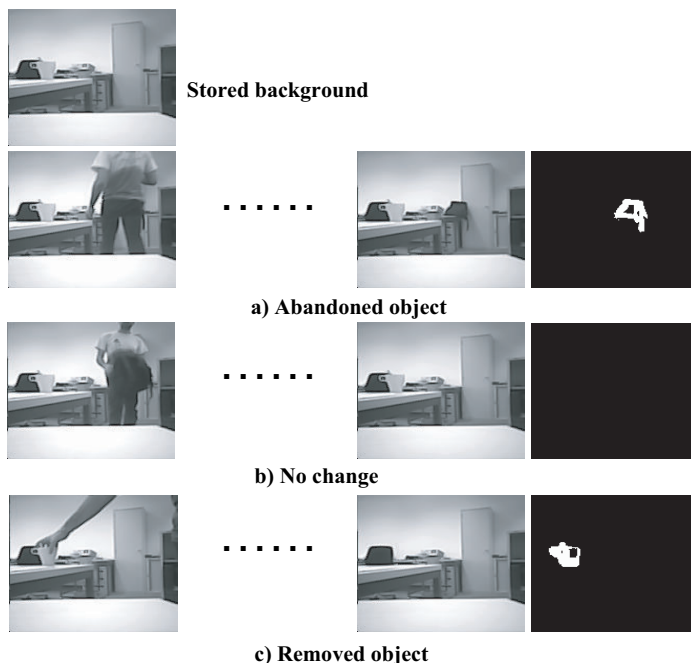 Stored background
......
a) Abandoned object
......
b) No change
......
c) Removed object